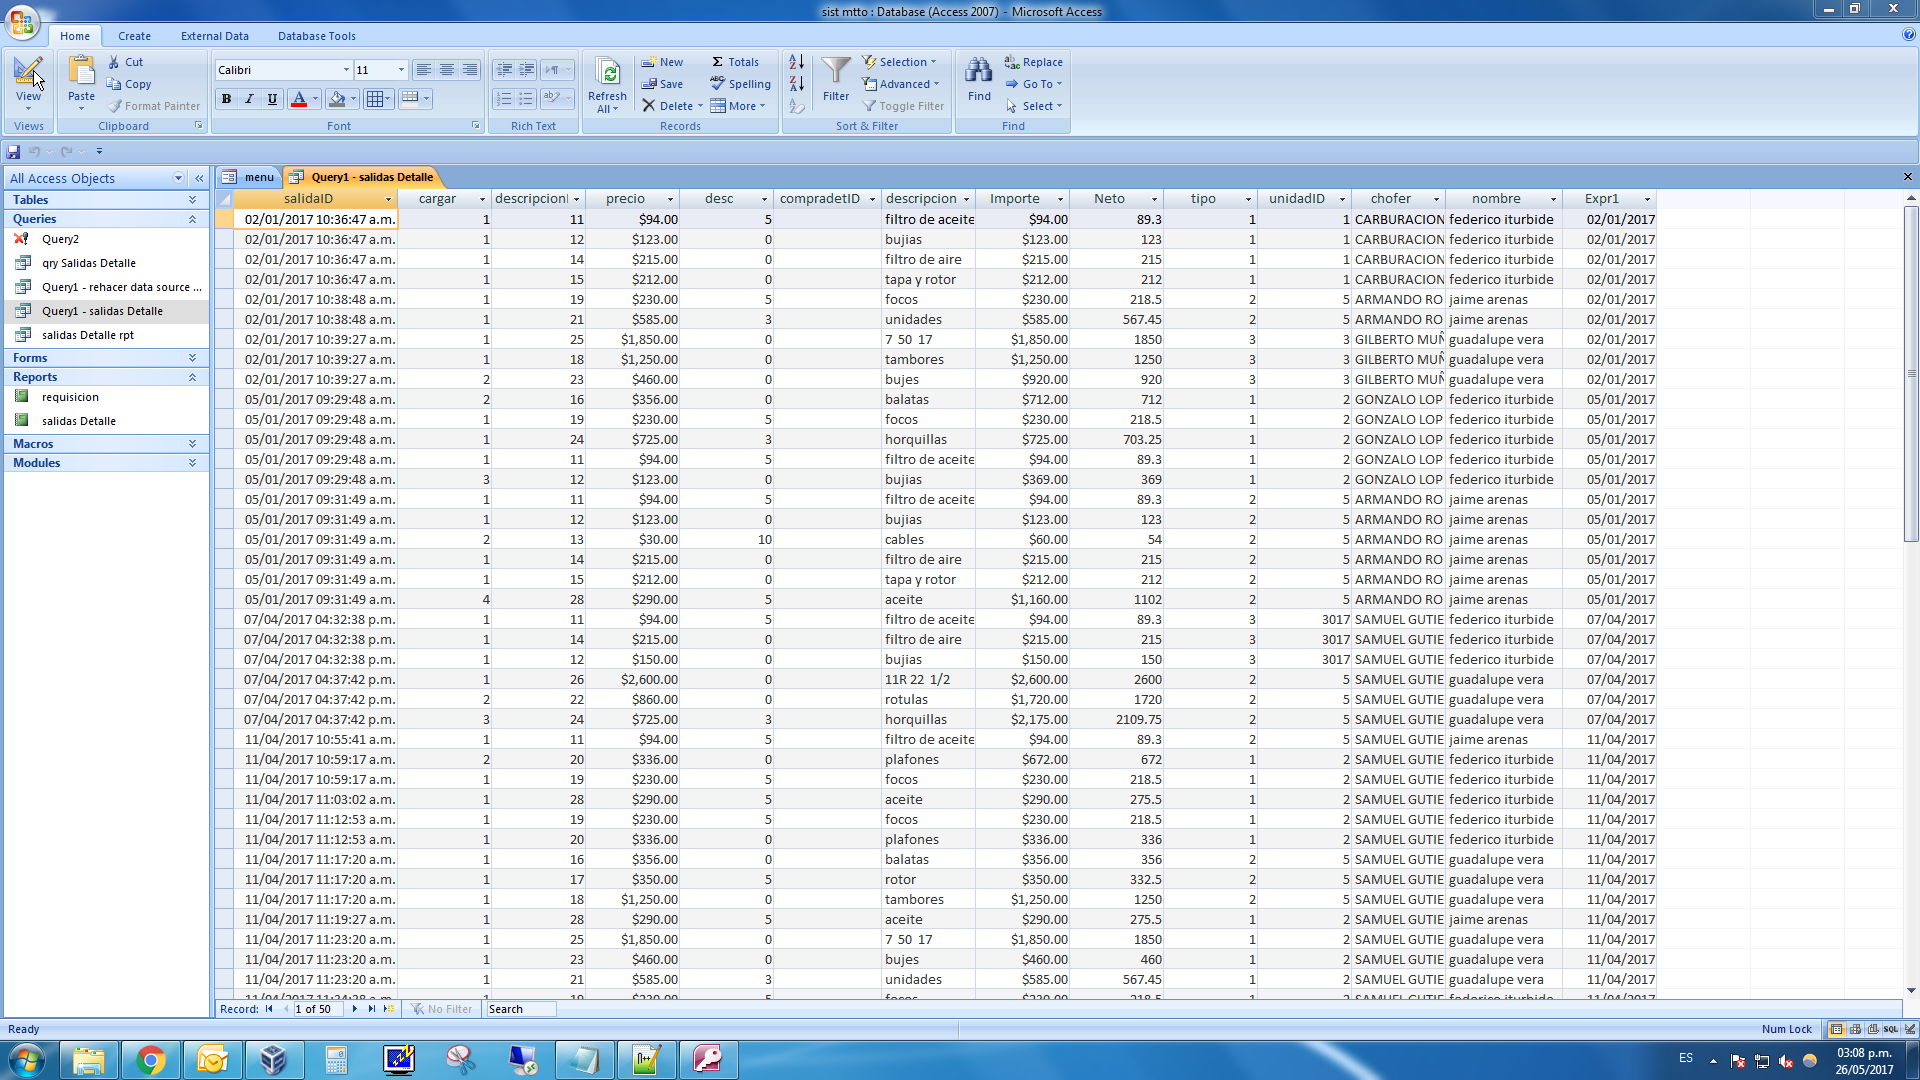 sist mtto : Database (Access 2007) - Microsoft Access
Home Create External Data Database Tools
View Paste Cut Copy Format Painter
Calibri 11
B I U A
Refresh All New Save Delete Totals Spelling More
Filter Selection Advanced Toggle Filter
Find Replace Go To Select
Views Clipboard Font Rich Text Records Sort & Filter Find
All Access Objects
Tables
Queries
Query2
qry Salidas Detalle
Query1 - rehacer data source ...
Query1 - salidas Detalle
salidas Detalle rpt
Forms
Reports
requisicion
salidas Detalle
Macros
Modules
menu Query1 - salidas Detalle
salidaID cargar descripcionI precio desc compradetID descripcion Importe Neto tipo unidadID chofer nombre Expr1
02/01/2017 10:36:47 a.m. 1 11 $94.00 5 filtro de aceite $94.00 89.3 1 1 CARBURACION federico iturbide 02/01/2017
02/01/2017 10:36:47 a.m. 1 12 $123.00 0 bujias $123.00 123 1 1 CARBURACION federico iturbide 02/01/2017
02/01/2017 10:36:47 a.m. 1 14 $215.00 0 filtro de aire $215.00 215 1 1 CARBURACION federico iturbide 02/01/2017
02/01/2017 10:36:47 a.m. 1 15 $212.00 0 tapa y rotor $212.00 212 1 1 CARBURACION federico iturbide 02/01/2017
02/01/2017 10:38:48 a.m. 1 19 $230.00 5 focos $230.00 218.5 2 5 ARMANDO RO jaime arenas 02/01/2017
02/01/2017 10:38:48 a.m. 1 21 $585.00 3 unidades $585.00 567.45 2 5 ARMANDO RO jaime arenas 02/01/2017
02/01/2017 10:39:27 a.m. 1 25 $1,850.00 0 7 50 17 $1,850.00 1850 3 3 GILBERTO MUÑ guadalupe vera 02/01/2017
02/01/2017 10:39:27 a.m. 1 18 $1,250.00 0 tambores $1,250.00 1250 3 3 GILBERTO MUÑ guadalupe vera 02/01/2017
02/01/2017 10:39:27 a.m. 2 23 $460.00 0 bujes $920.00 920 3 3 GILBERTO MUÑ guadalupe vera 02/01/2017
05/01/2017 09:29:48 a.m. 2 16 $356.00 0 balatas $712.00 712 1 2 GONZALO LOP federico iturbide 05/01/2017
05/01/2017 09:29:48 a.m. 1 19 $230.00 5 focos $230.00 218.5 1 2 GONZALO LOP federico iturbide 05/01/2017
05/01/2017 09:29:48 a.m. 1 24 $725.00 3 horquillas $725.00 703.25 1 2 GONZALO LOP federico iturbide 05/01/2017
05/01/2017 09:29:48 a.m. 1 11 $94.00 5 filtro de aceite $94.00 89.3 1 2 GONZALO LOP federico iturbide 05/01/2017
05/01/2017 09:29:48 a.m. 3 12 $123.00 0 bujias $369.00 369 1 2 GONZALO LOP federico iturbide 05/01/2017
05/01/2017 09:31:49 a.m. 1 11 $94.00 5 filtro de aceite $94.00 89.3 2 5 ARMANDO RO jaime arenas 05/01/2017
05/01/2017 09:31:49 a.m. 1 12 $123.00 0 bujias $123.00 123 2 5 ARMANDO RO jaime arenas 05/01/2017
05/01/2017 09:31:49 a.m. 2 13 $30.00 10 cables $60.00 54 2 5 ARMANDO RO jaime arenas 05/01/2017
05/01/2017 09:31:49 a.m. 1 14 $215.00 0 filtro de aire $215.00 215 2 5 ARMANDO RO jaime arenas 05/01/2017
05/01/2017 09:31:49 a.m. 1 15 $212.00 0 tapa y rotor $212.00 212 2 5 ARMANDO RO jaime arenas 05/01/2017
05/01/2017 09:31:49 a.m. 4 28 $290.00 5 aceite $1,160.00 1102 2 5 ARMANDO RO jaime arenas 05/01/2017
07/04/2017 04:32:38 p.m. 1 11 $94.00 5 filtro de aceite $94.00 89.3 3 3017 SAMUEL GUTIE federico iturbide 07/04/2017
07/04/2017 04:32:38 p.m. 1 14 $215.00 0 filtro de aire $215.00 215 3 3017 SAMUEL GUTIE federico iturbide 07/04/2017
07/04/2017 04:32:38 p.m. 1 12 $150.00 0 bujias $150.00 150 3 3017 SAMUEL GUTIE federico iturbide 07/04/2017
07/04/2017 04:37:42 p.m. 1 26 $2,600.00 0 11R 22 1/2 $2,600.00 2600 2 5 SAMUEL GUTIE guadalupe vera 07/04/2017
07/04/2017 04:37:42 p.m. 2 22 $860.00 0 rotulas $1,720.00 1720 2 5 SAMUEL GUTIE guadalupe vera 07/04/2017
07/04/2017 04:37:42 p.m. 3 24 $725.00 3 horquillas $2,175.00 2109.75 2 5 SAMUEL GUTIE guadalupe vera 07/04/2017
11/04/2017 10:55:41 a.m. 1 11 $94.00 5 filtro de aceite $94.00 89.3 2 5 SAMUEL GUTIE jaime arenas 11/04/2017
11/04/2017 10:59:17 a.m. 2 20 $336.00 0 plafones $672.00 672 1 2 SAMUEL GUTIE federico iturbide 11/04/2017
11/04/2017 10:59:17 a.m. 1 19 $230.00 5 focos $230.00 218.5 1 2 SAMUEL GUTIE federico iturbide 11/04/2017
11/04/2017 11:03:02 a.m. 1 28 $290.00 5 aceite $290.00 275.5 1 2 SAMUEL GUTIE federico iturbide 11/04/2017
11/04/2017 11:12:53 a.m. 1 19 $230.00 5 focos $230.00 218.5 1 2 SAMUEL GUTIE federico iturbide 11/04/2017
11/04/2017 11:12:53 a.m. 1 20 $336.00 0 plafones $336.00 336 1 2 SAMUEL GUTIE federico iturbide 11/04/2017
11/04/2017 11:17:20 a.m. 1 16 $356.00 0 balatas $356.00 356 2 5 SAMUEL GUTIE guadalupe vera 11/04/2017
11/04/2017 11:17:20 a.m. 1 17 $350.00 5 rotor $350.00 332.5 2 5 SAMUEL GUTIE guadalupe vera 11/04/2017
11/04/2017 11:17:20 a.m. 1 18 $1,250.00 0 tambores $1,250.00 1250 2 5 SAMUEL GUTIE guadalupe vera 11/04/2017
11/04/2017 11:19:27 a.m. 1 28 $290.00 5 aceite $290.00 275.5 1 2 SAMUEL GUTIE jaime arenas 11/04/2017
11/04/2017 11:23:20 a.m. 1 25 $1,850.00 0 7 50 17 $1,850.00 1850 1 2 SAMUEL GUTIE guadalupe vera 11/04/2017
11/04/2017 11:23:20 a.m. 1 23 $460.00 0 bujes $460.00 460 1 2 SAMUEL GUTIE guadalupe vera 11/04/2017
11/04/2017 11:23:20 a.m. 1 21 $585.00 3 unidades $585.00 567.45 1 2 SAMUEL GUTIE guadalupe vera 11/04/2017
Record: 1 of 50 No Filter Search
Ready Num Lock SQL
ES 03:08 p.m.
26/05/2017